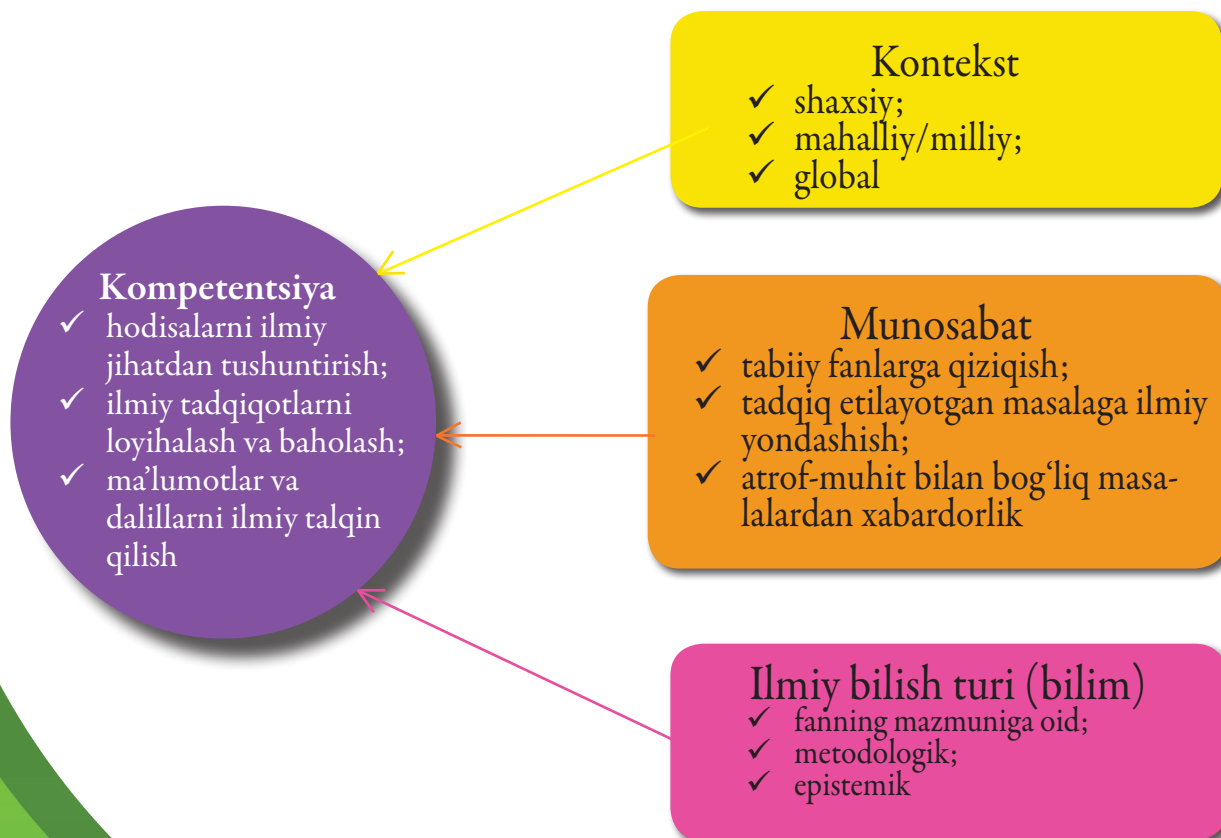 Kontekst
✓ shaxsiy;
✓ mahalliy/milliy;
✓ global
Kompetentsiya
✓ hodisalarni ilmiy
jihatdan tushuntirish;
✓ ilmiy tadqiqotlarni
loyihalash va baholash;
✓ ma’lumotlar va
dalillarni ilmiy talqin
qilish
Munosabat
✓ tabiiy fanlarga qiziqish;
✓ tadqiq etilayotgan masalaga ilmiy
yondashish;
✓ atrof-muhit bilan bog‘liq masa-
lalardan xabardorlik
Ilmiy bilish turi (bilim)
✓ fanning mazmuniga oid;
✓ metodologik;
✓ epistemik